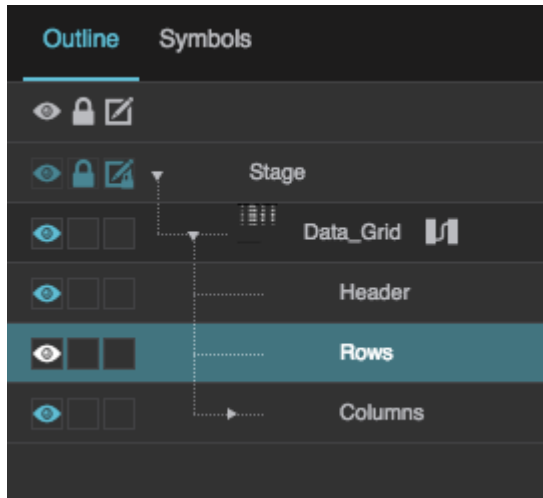 Outline Symbols
Stage
Data_Grid
Header
Rows
Columns